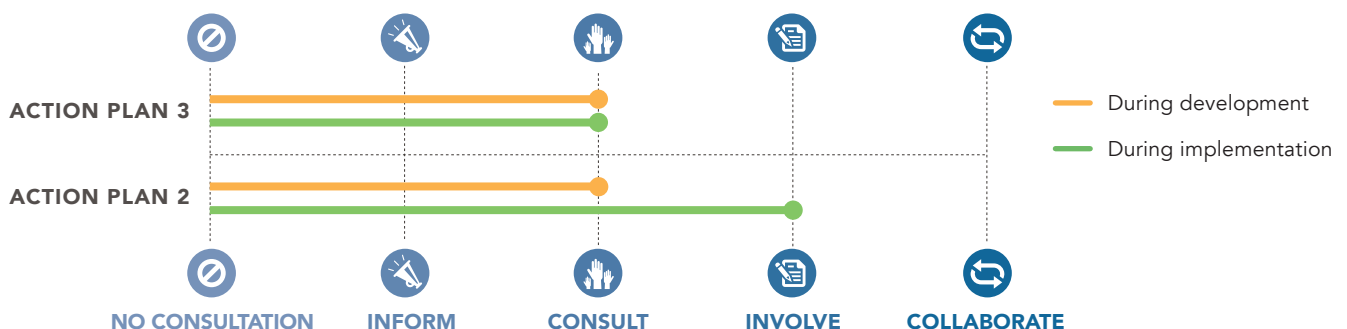 ACTION PLAN 3
During development
During implementation
ACTION PLAN 2
NO CONSULTATION INFORM CONSULT INVOLVE COLLABORATE